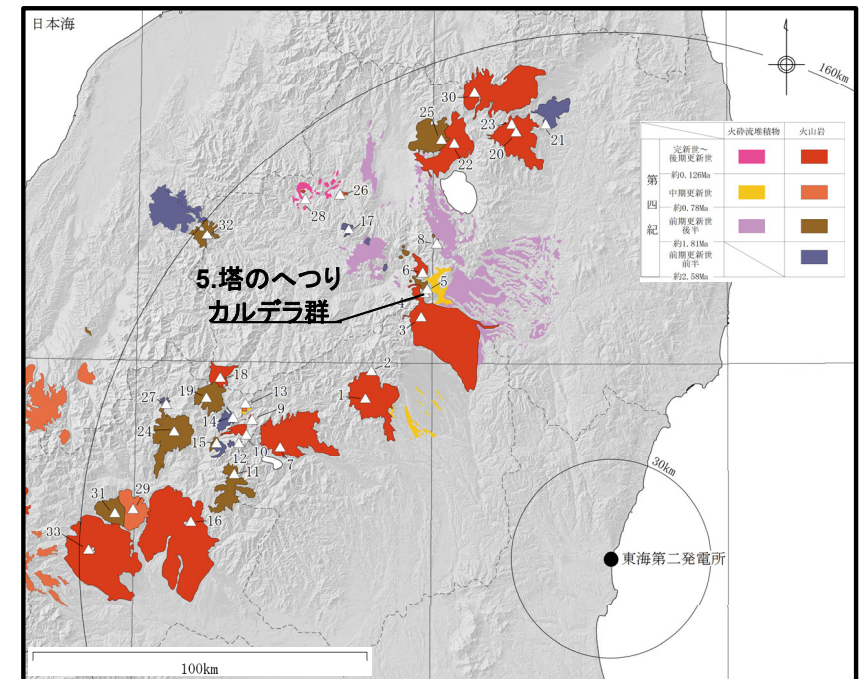 日本海
160km
30
25
23
20
21
22
26
28
17
32
8
6
5
4
3
5.塔のへつり
カルデラ群
火砕流堆積物 火山岩
第四紀
完新世～
後期更新世
約0.126Ma
中期更新世
約0.78Ma
前期更新世
後半
約1.81Ma
前期更新世
前半
約2.58Ma
2
18
13
1
19
27
14
9
24
15
12
10
7
11
31
29
16
33
30km
東海第二発電所
100km